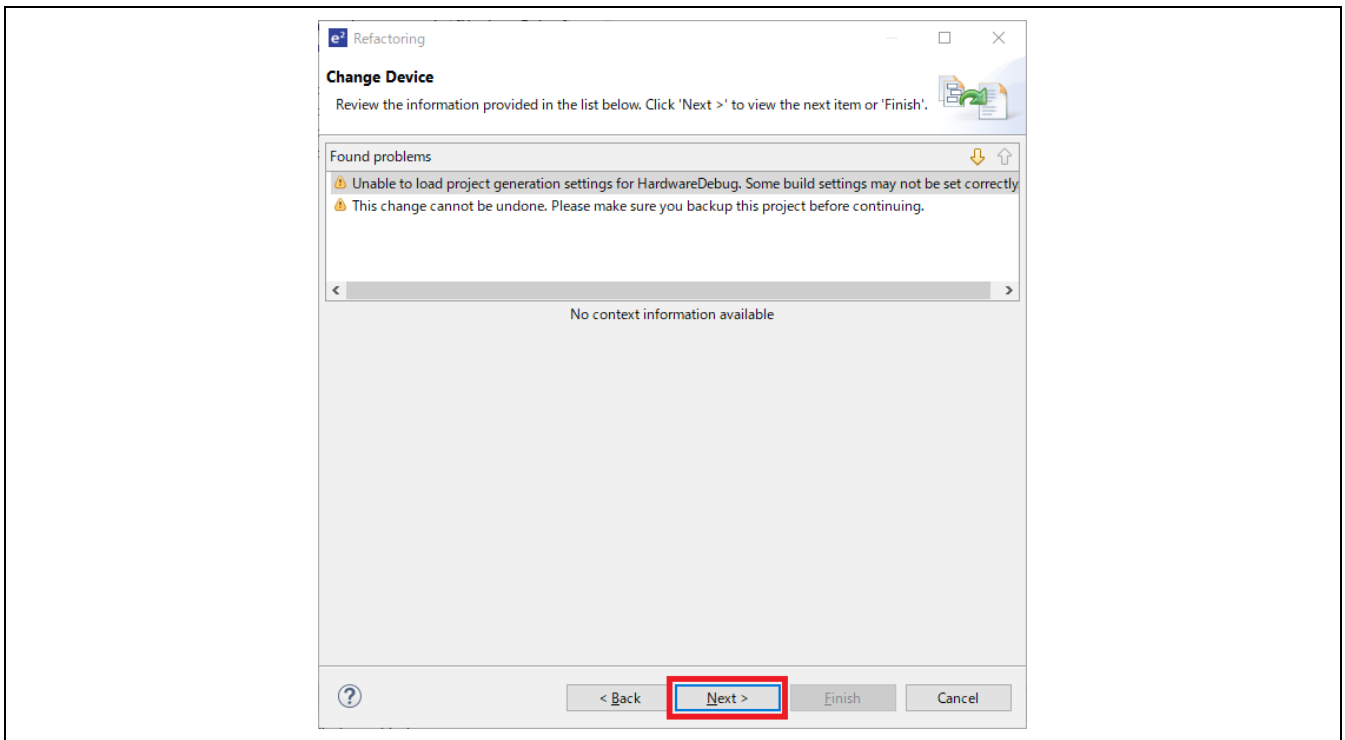 e² Refactoring
Change Device
Review the information provided in the list below. Click 'Next >' to view the next item or 'Finish'.
Found problems
Unable to load project generation settings for HardwareDebug. Some build settings may not be set correctly
This change cannot be undone. Please make sure you backup this project before continuing.
No context information available
< Back Next > Finish Cancel